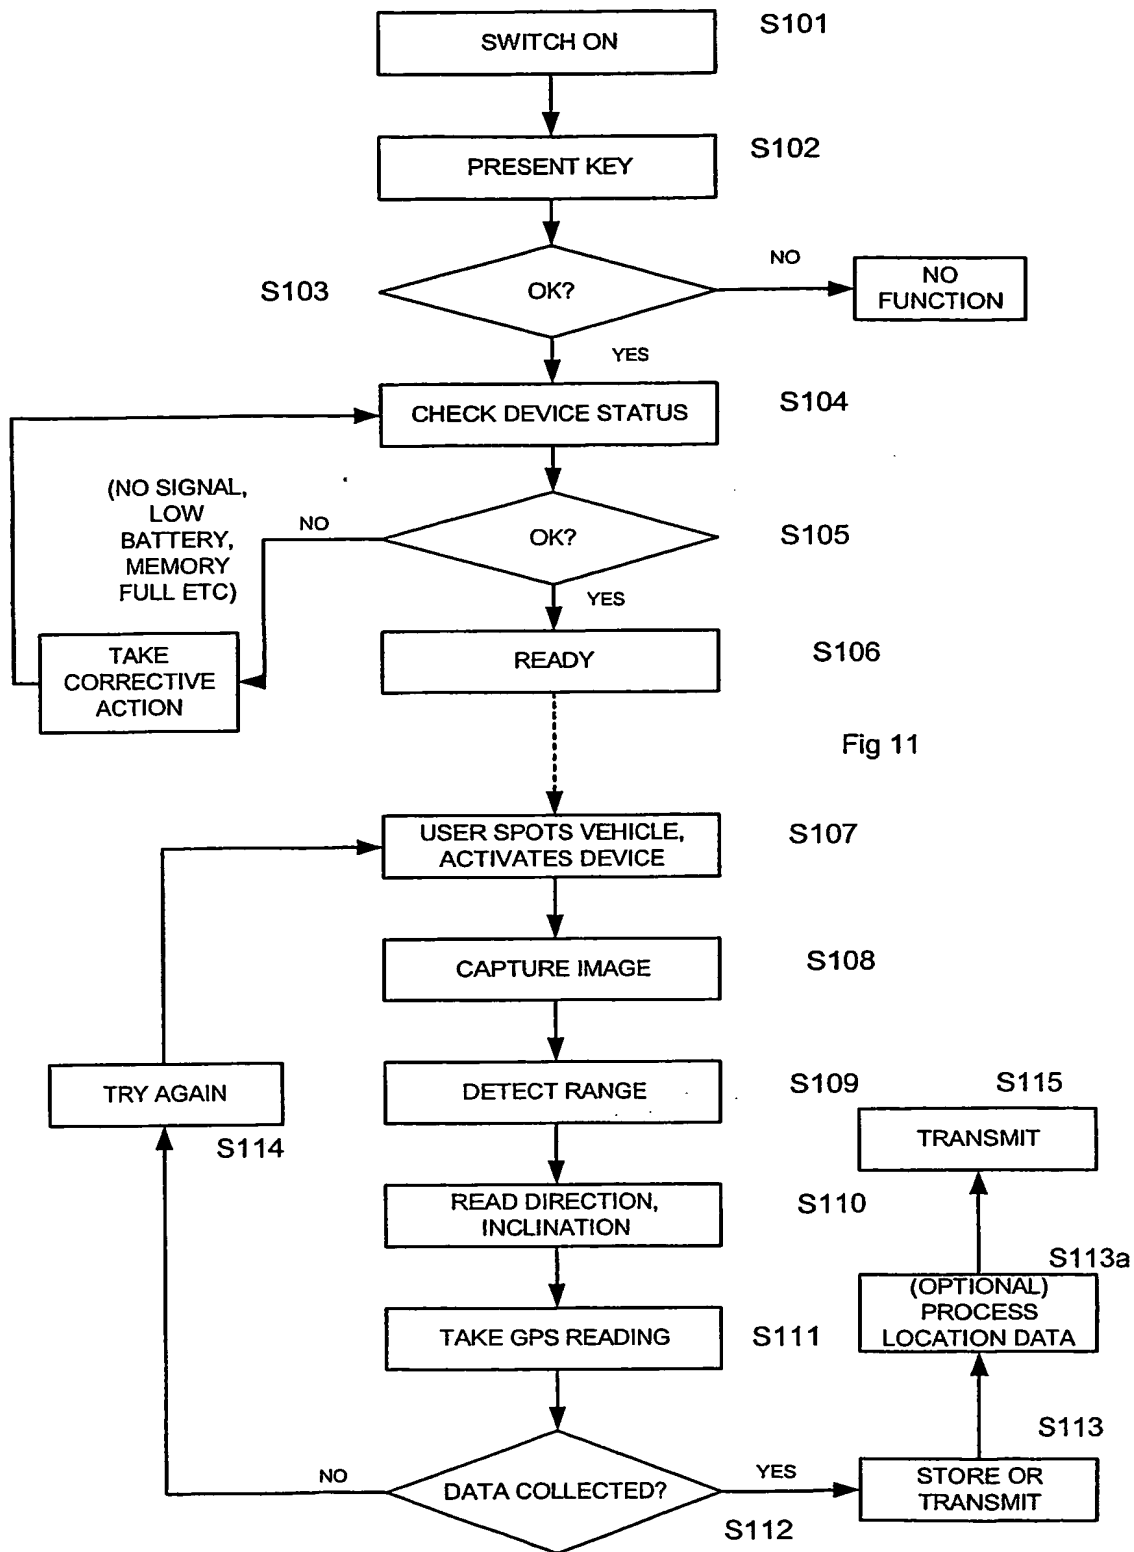 SWITCH ON
S101
PRESENT KEY
S102
S103
OK?
NO
NO
FUNCTION
YES
CHECK DEVICE STATUS
S104
(NO SIGNAL,
LOW
BATTERY,
MEMORY
FULL ETC)
NO
OK?
S105
YES
TAKE
CORRECTIVE
ACTION
READY
S106
Fig 11
USER SPOTS VEHICLE,
ACTIVATES DEVICE
S107
CAPTURE IMAGE
S108
TRY AGAIN
S114
DETECT RANGE
S109
S115
TRANSMIT
READ DIRECTION,
INCLINATION
S110
S113a
(OPTIONAL)
PROCESS
LOCATION DATA
TAKE GPS READING
S111
S113
NO
DATA COLLECTED?
YES
STORE OR
TRANSMIT
S112